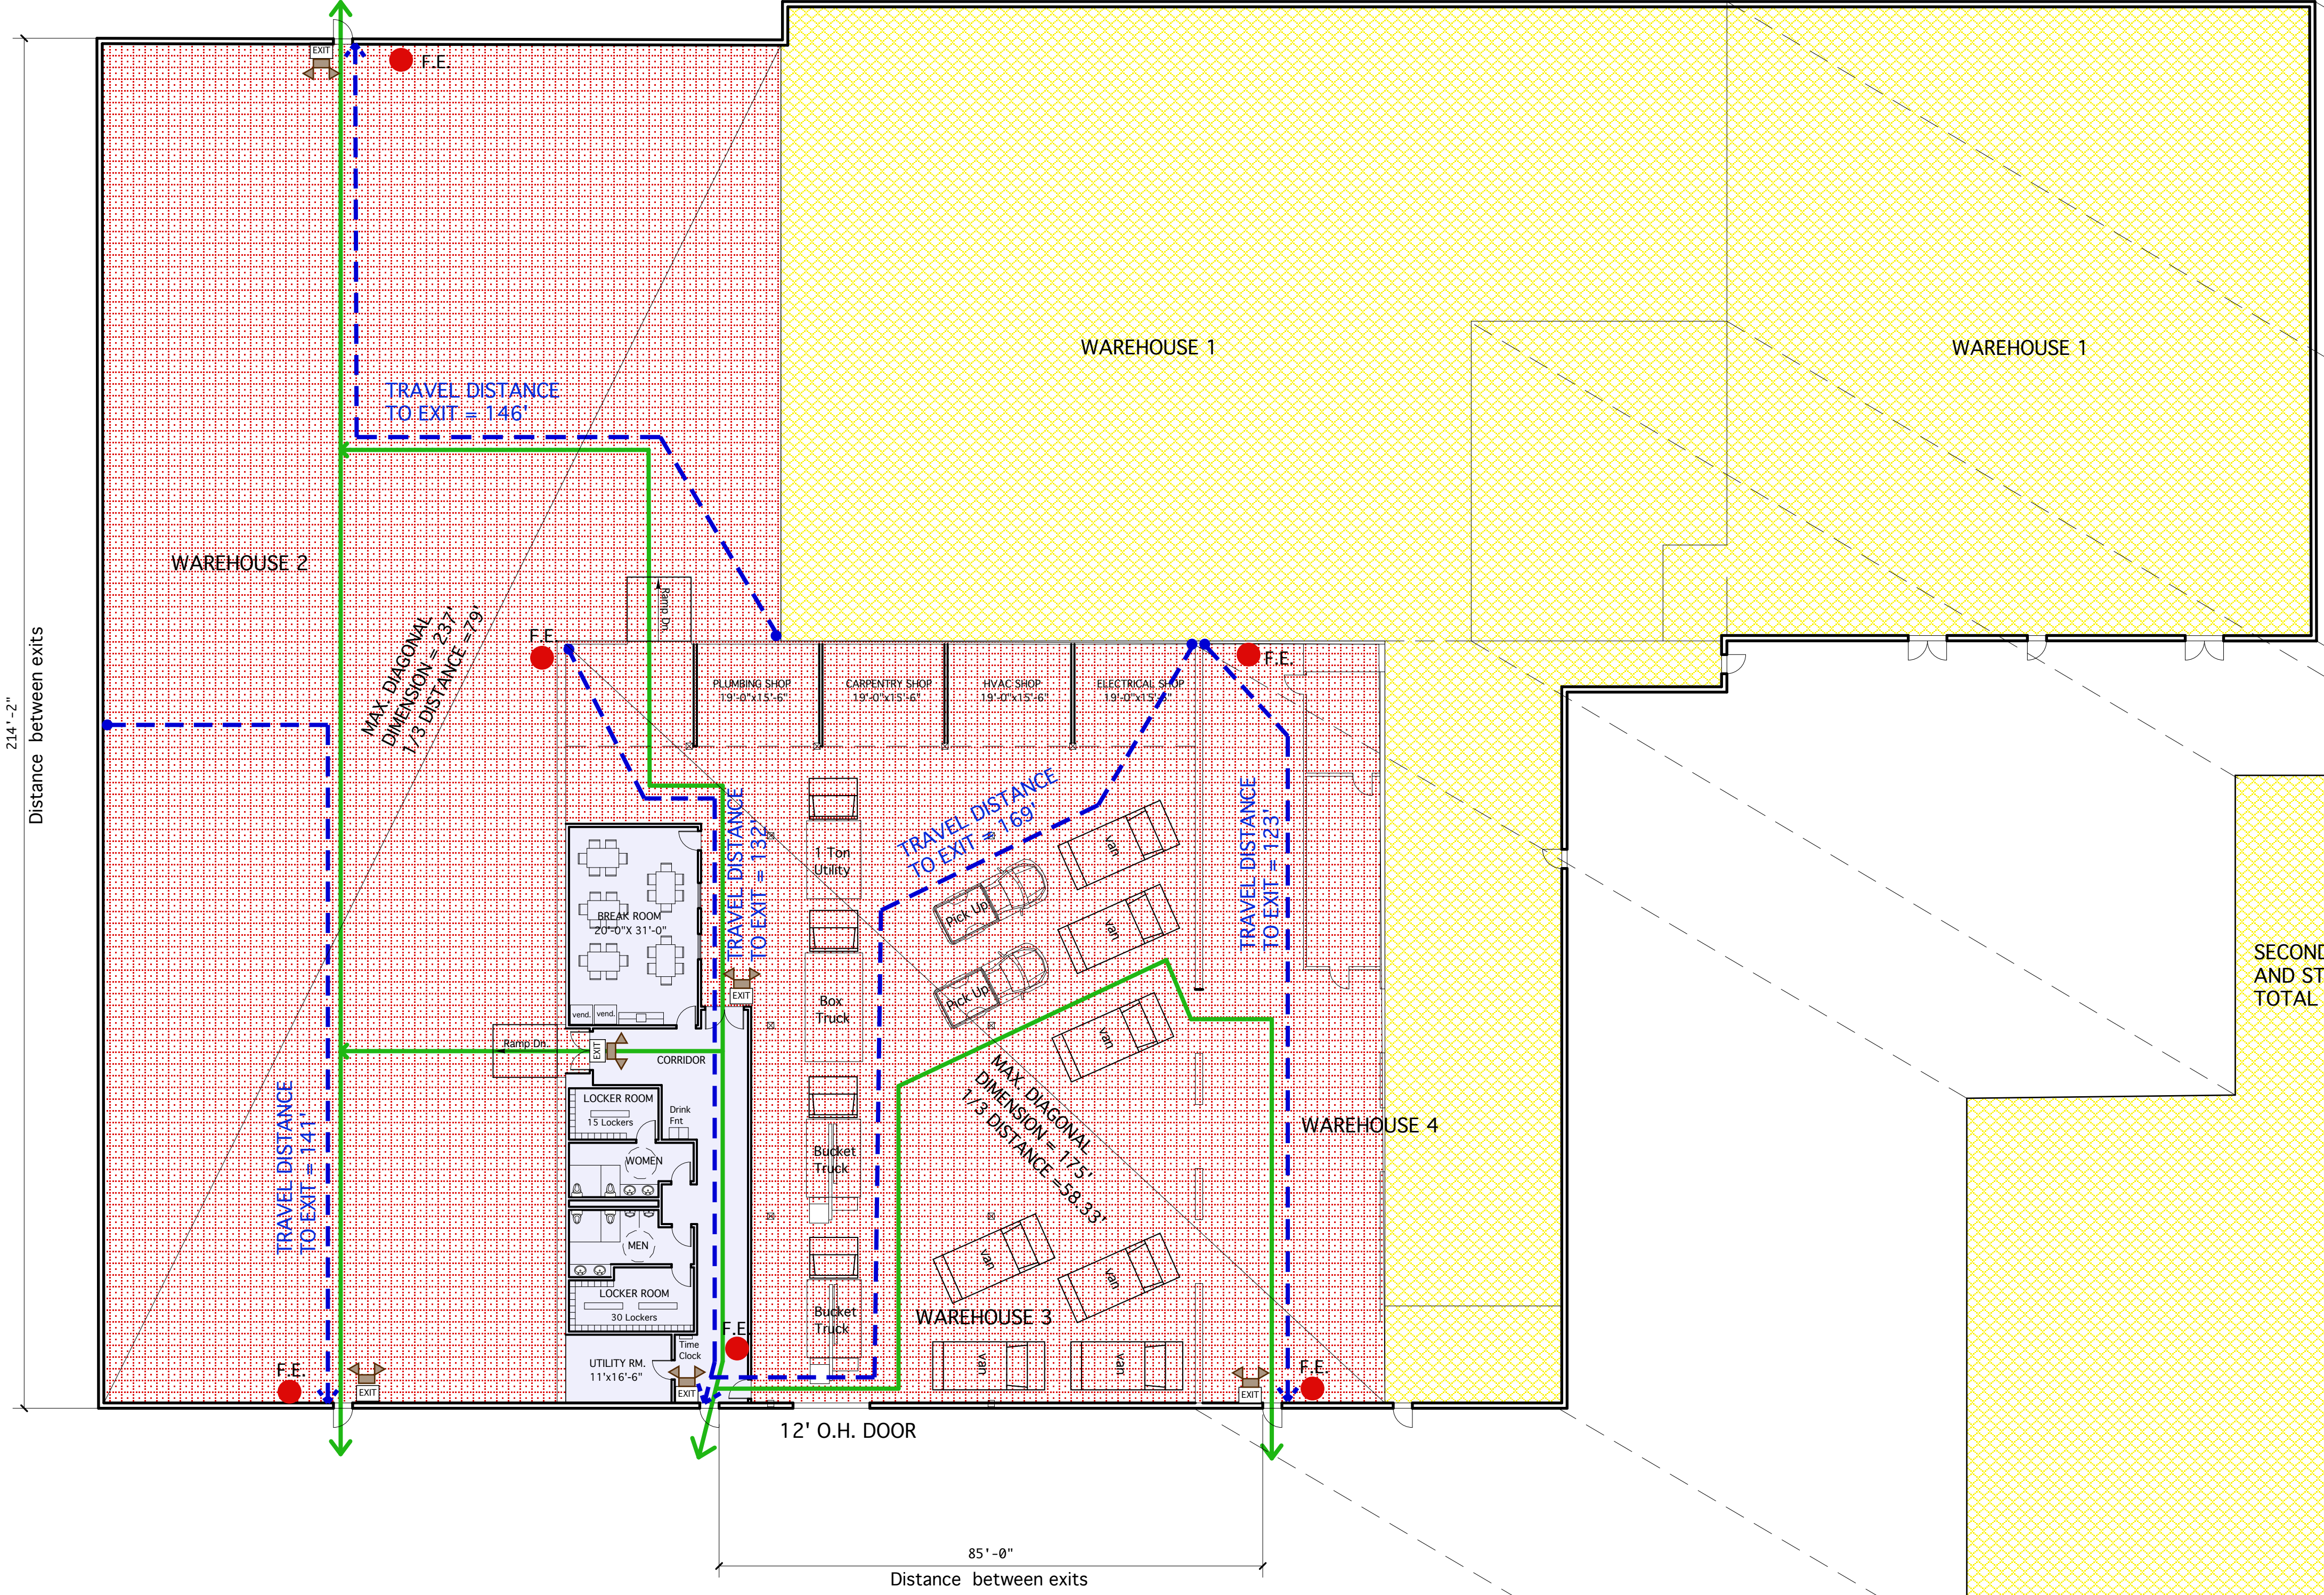 EXIT
F.E.
WAREHOUSE 1
WAREHOUSE 1
TRAVEL DISTANCE
TO EXIT = 146'
WAREHOUSE 2
214'-2"
Distance between exits
MAX. DIAGONAL
DIMENSION = 237'
1/3 DISTANCE =79'
Ramp Dn.
F.E.
F.E.
PLUMBING SHOP
19'-0"x15'-6"
CARPENTRY SHOP
19'-0"x15'-6"
HVAC SHOP
19'-0"x15'-6"
ELECTRICAL SHOP
19'-0"x15'-6"
TRAVEL DISTANCE
TO EXIT = 132'
TRAVEL DISTANCE
TO EXIT = 169'
TRAVEL DISTANCE
TO EXIT = 123'
1 Ton
Utility
van
Pick Up
van
BREAK ROOM
20'-0"X 31'-0"
SECOND
AND ST
TOTAL
EXIT
Pick Up
Box
Truck
vend.
vend.
van
Ramp Dn.
EXIT
CORRIDOR
MAX. DIAGONAL
DIMENSION = 175'
1/3 DISTANCE =58.33'
LOCKER ROOM
15 Lockers
Drink
Fnt
WAREHOUSE 4
TRAVEL DISTANCE
TO EXIT = 141'
WOMEN
Bucket
Truck
MEN
van
van
LOCKER ROOM
30 Lockers
Bucket
Truck
WAREHOUSE 3
F.E.
Time
Clock
UTILITY RM.
11'x16'-6"
van
van
F.E.
EXIT
EXIT
EXIT
F.E.
12' O.H. DOOR
85'-0"
Distance between exits